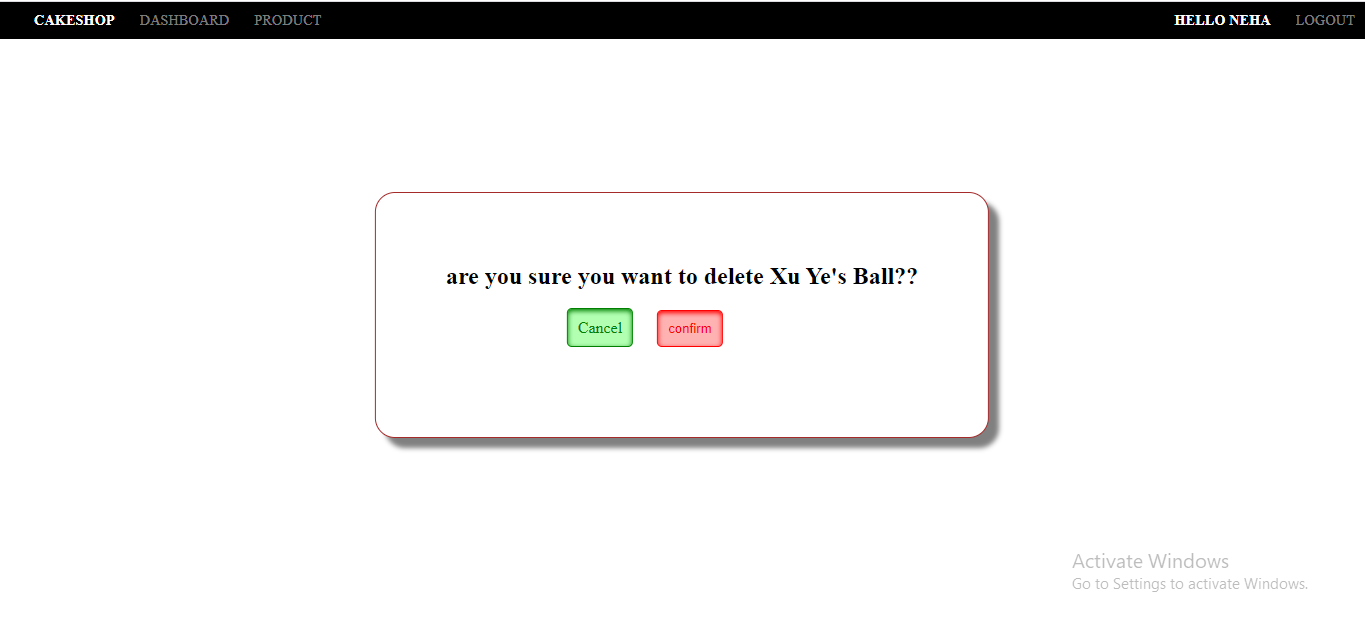 CAKESHOP DASHBOARD PRODUCT HELLO NEHA LOGOUT
are you sure you want to delete Xu Ye's Ball??
Cancel confirm
Activate Windows
Go to Settings to activate Windows.